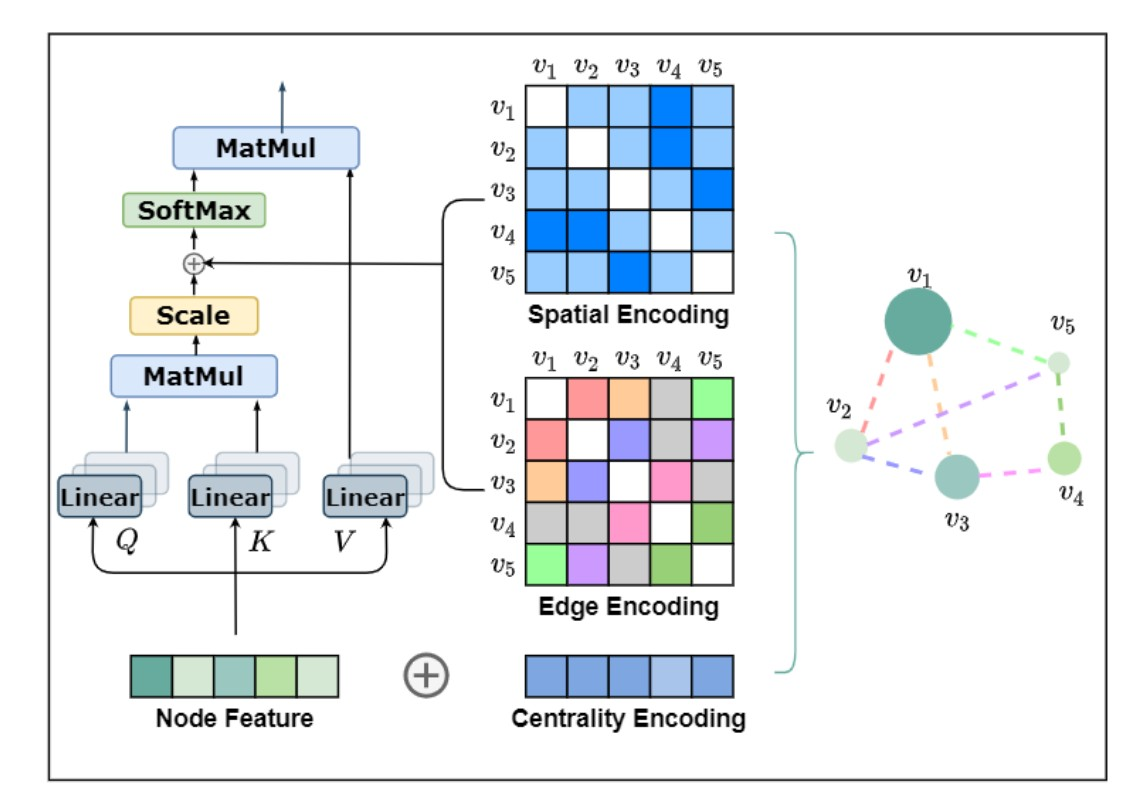 MatMul
SoftMax
+
Scale
MatMul
Linear Linear Linear
Q K V
Node Feature
+
v₁ v₂ v₃ v₄ v₅
v₁
v₂
v₃
v₄
v₅
Spatial Encoding
v₁ v₂ v₃ v₄ v₅
v₁
v₂
v₃
v₄
v₅
Edge Encoding
Centrality Encoding
v₁
v₅
v₂
v₄
v₃